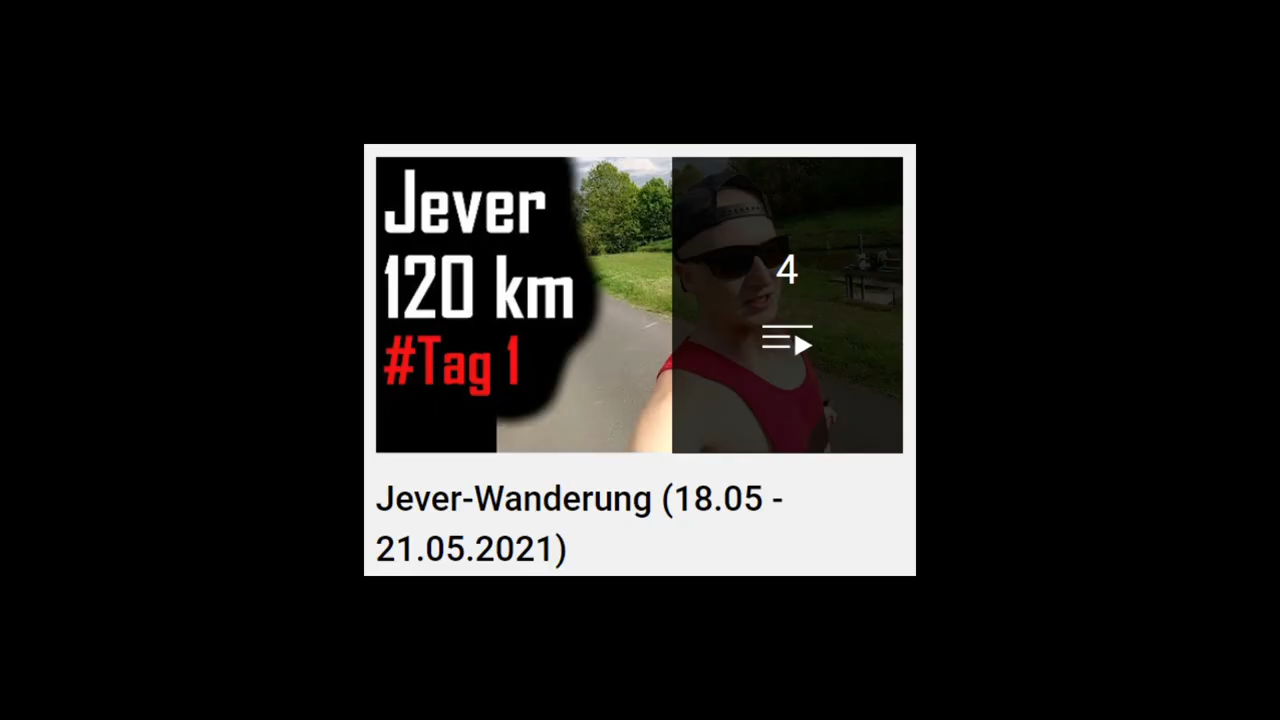 Jever
120 km
#Tag 1
4
Jever-Wanderung (18.05 -
21.05.2021)